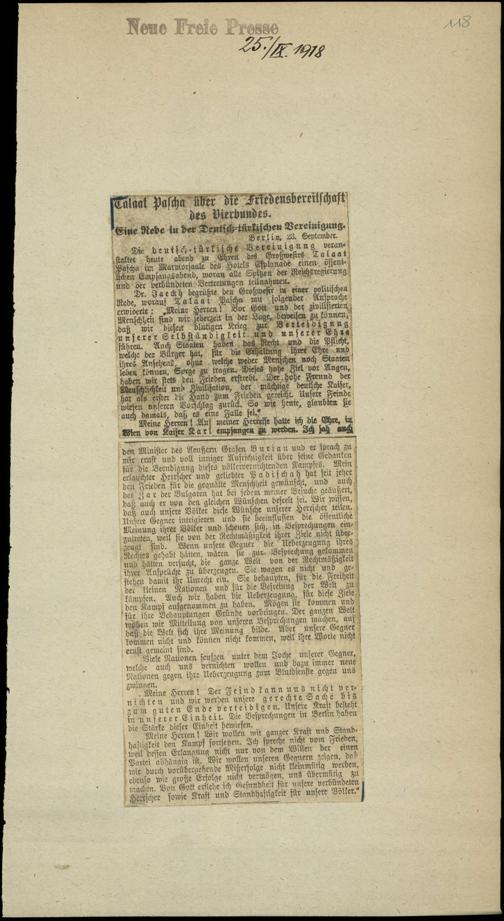 118
Neue Freie Presse
25./IX. 1918
Talaat Pascha über die Friedensbereitschaft
des Vierbundes.
Eine Rede in der Deutsch-türkischen Vereinigung.
Berlin, 23. September.
Die deutsch-türkische Vereinigung veran-
staltet heute abend zu Ehren des Großwesirs Talaat
Pascha im Marmorsaale des Hotels Esplanade einen öffent-
lichen Empfangsabend, woran alle Spitzen der Reichsregierung
und der verbündeten Vertretungen teilnahmen.
Dr. Jaeckh begrüßte den Großwesir in einer politischen
Rede, worauf Talaat Pascha mit folgender Ansprache
erwiderte: „Meine Herren! Vor Gott und der zivilisierten
Menschheit sind wir jederzeit in der Lage, beweisen zu können,
daß wir diesen blutigen Krieg zur Verteidigung
unserer Selbständigkeit und unserer Ehre
führen. Auch Staaten haben das Recht und die Pflicht,
welche der Bürger hat, für die Erhaltung ihrer Ehre und
ihres Ansehens, ohne welche weder Menschen noch Staaten
leben können, Sorge zu tragen. Dieses hohe Ziel vor Augen,
haben wir stets den Frieden erstrebt. Der hohe Freund der
Menschlichkeit und Zivilisation, der mächtige deutsche Kaiser,
hat als erster die Hand zum Frieden gereicht. Unsere Feinde
wiesen unseren Vorschlag zurück. So wie heute, glaubten sie
auch damals, daß es eine Falle sei."
Meine Herren! Auf meiner Herreise hatte ich die Ehre, in
Wien von Kaiser Karl empfangen zu werden. Ich sah auch
den Minister des Aeußern Grafen Burian und er sprach zu
mir ernst und voll inniger Aufrichtigkeit über seine Gedanken
für die Beendigung dieses völkervernichtenden Kampfes. Mein
erlauchter Herrscher und geliebter Padischah hat seit jeher
den Frieden für die gequälte Menschheit gewünscht, und auch
der Zar der Bulgaren hat bei jedem meiner Besuche geäußert,
daß auch er von den gleichen Wünschen beseelt sei. Wir wissen,
daß auch unsere Völker diese Wünsche unserer Herrscher teilen.
Unsere Gegner intrigieren und sie beeinflussen die öffentliche
Meinung ihrer Völker und scheuen sich, in Besprechungen ein-
zutreten, weil sie von der Rechtmäßigkeit ihrer Ziele nicht über-
zeugt sind. Wenn unsere Gegner die Ueberzeugung ihres
Rechtes gehabt hätten, wären sie zur Besprechung gekommen
und hätten versucht, die ganze Welt von der Rechtmäßigkeit
ihrer Ansprüche zu überzeugen. Sie wagen es nicht und ge-
stehen damit ihr Unrecht ein. Sie behaupten, für die Freiheit
der kleinen Nationen und für die Befreiung der Welt zu
kämpfen. Auch wir haben die Ueberzeugung, für diese Ziele
den Kampf aufgenommen zu haben. Mögen sie kommen und
für ihre Behauptungen Gründe vorbringen. Der ganzen Welt
wollen wir Mitteilung von unseren Besprechungen machen, auf
daß die Welt sich ihre Meinung bilde. Aber unsere Gegner
kommen nicht und können nicht kommen, weil ihre Worte nicht
ernst gemeint sind.
Viele Nationen seufzen unter dem Joche unserer Gegner,
welche auch uns vernichten wollen und dazu immer neue
Nationen gegen ihre Ueberzeugung zum Blutdienste gegen uns
zwingen.
Meine Herren! Der Feind kann uns nicht ver-
nichten und wir werden unsere gerechte Sache bis
zum guten Ende verteidigen. Unsere Kraft besteht
in unserer Einheit. Die Besprechungen in Berlin haben
die Stärke dieser Einheit bewiesen.
Meine Herren! Wir wollen mit ganzer Kraft und Stand-
haftigkeit den Kampf fortsetzen. Ich spreche nicht vom Frieden,
weil dessen Erlangung nicht nur von dem Willen der einen
Partei abhängig ist. Wir wollen unseren Gegnern zeigen, daß
wir durch vorübergehende Mißerfolge nicht kleinmütig werden,
ebenso wie große Erfolge nicht vermögen, uns übermütig zu
machen. Von Gott erflehe ich Gesundheit für unsere verbündeten
Herrscher sowie Kraft und Standhaftigkeit für unsere Völker."